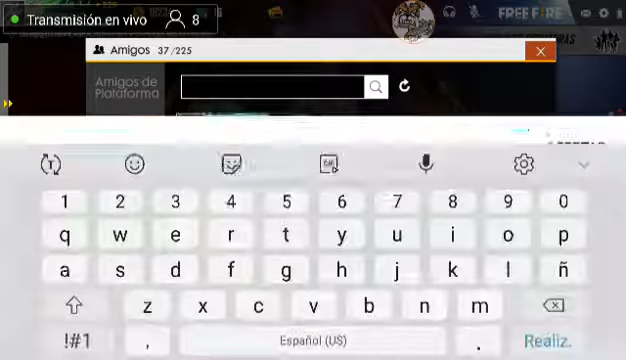 Transmisión en vivo 8
FREE FIRE
Amigos 37/225 X
Amigos de
Plataforma
1 2 3 4 5 6 7 8 9 0
q w e r t y u i o p
a s d f g h j k l ñ
z x c v b n m
!#1 , Español (US) . Realiz.